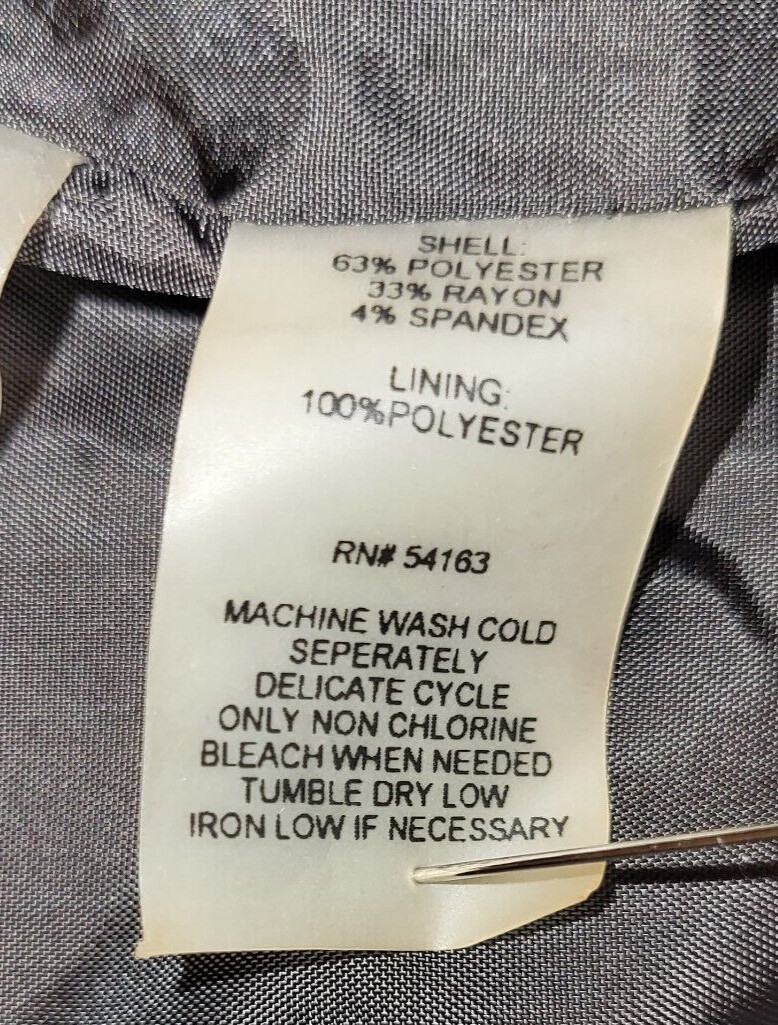 SHELL:
63% POLYESTER
33% RAYON
4% SPANDEX
LINING:
100%POLYESTER
RN# 54163
MACHINE WASH COLD
SEPERATELY
DELICATE CYCLE
ONLY NON CHLORINE
BLEACH WHEN NEEDED
TUMBLE DRY LOW
IRON LOW IF NECESSARY